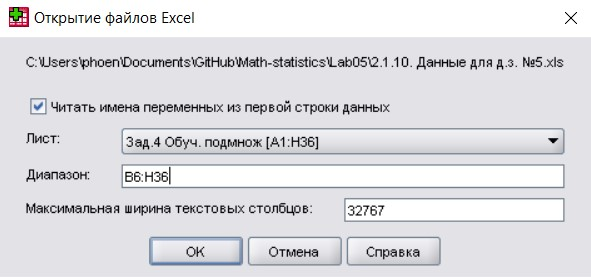 Открытие файлов Excel
C:\Users\phoen\Documents\GitHub\Math-statistics\Lab05\2.1.10. Данные для д.з. №5.xls
Читать имена переменных из первой строки данных
Лист: Зад.4 Обуч. подмнож [A1:H36]
Диапазон: B6:H36
Максимальная ширина текстовых столбцов: 32767
OK Отмена Справка